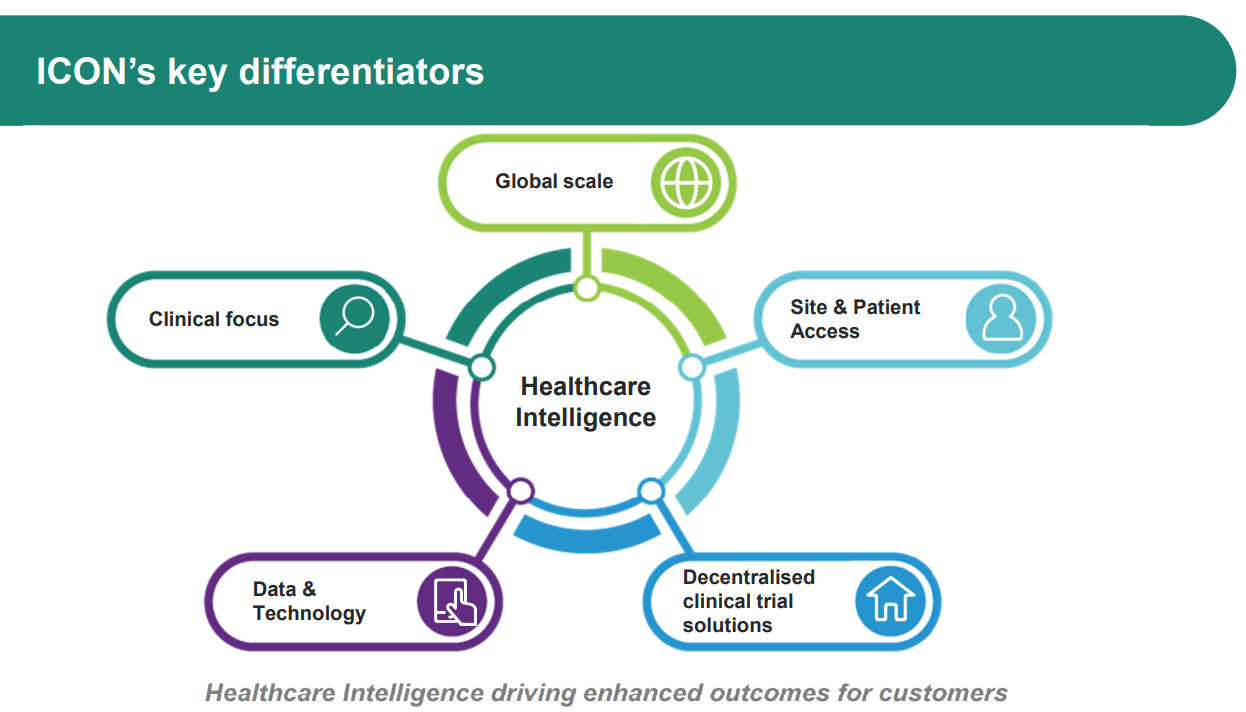 ICON’s key differentiators
Global scale
Clinical focus
Site & Patient
Access
Healthcare
Intelligence
Data &
Technology
Decentralised
clinical trial
solutions
Healthcare Intelligence driving enhanced outcomes for customers